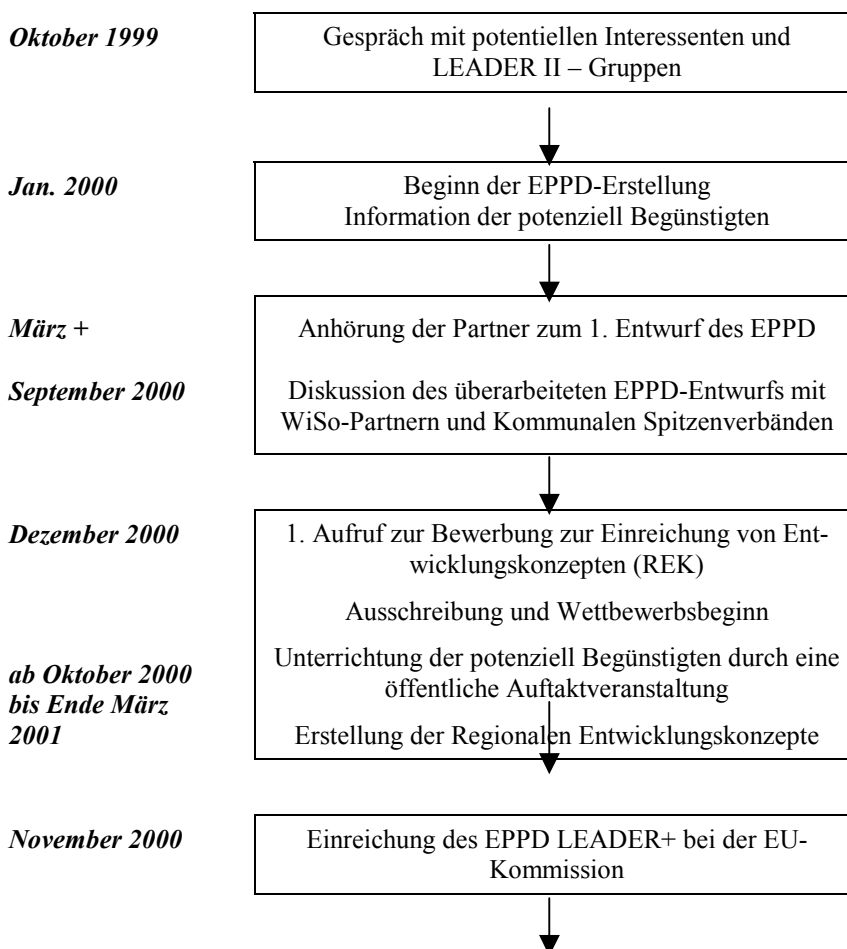 Oktober 1999
Gespräch mit potentiellen Interessenten und
LEADER II – Gruppen
Jan. 2000
Beginn der EPPD-Erstellung
Information der potenziell Begünstigten
März +
Anhörung der Partner zum 1. Entwurf des EPPD
September 2000
Diskussion des überarbeiteten EPPD-Entwurfs mit
WiSo-Partnern und Kommunalen Spitzenverbänden
Dezember 2000
1. Aufruf zur Bewerbung zur Einreichung von Ent-
wicklungskonzepten (REK)
Ausschreibung und Wettbewerbsbeginn
ab Oktober 2000
bis Ende März
2001
Unterrichtung der potenziell Begünstigten durch eine
öffentliche Auftaktveranstaltung
Erstellung der Regionalen Entwicklungskonzepte
November 2000
Einreichung des EPPD LEADER+ bei der EU-
Kommission